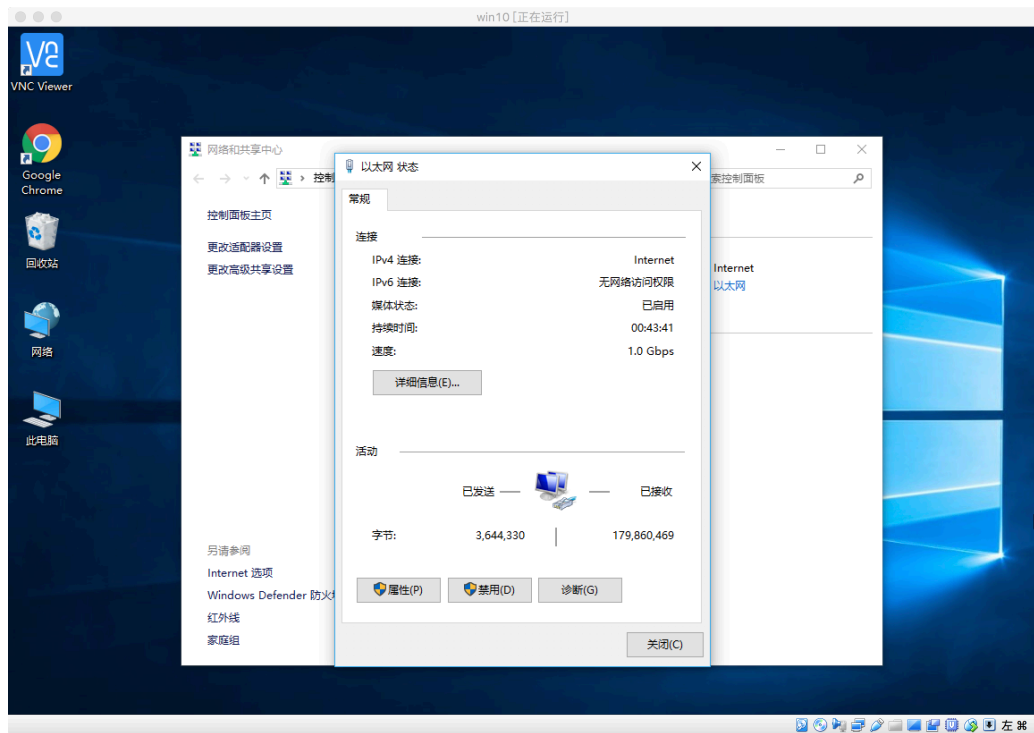 win10 [正在运行]
VNC Viewer
Google
Chrome
回收站
网络
此电脑
网络和共享中心
控制
索控制面板
控制面板主页
更改适配器设置
更改高级共享设置
Internet
以太网
另请参阅
Internet 选项
Windows Defender 防火
红外线
家庭组
以太网 状态
常规
连接
IPv4 连接: Internet
IPv6 连接: 无网络访问权限
媒体状态: 已启用
持续时间: 00:43:41
速度: 1.0 Gbps
详细信息(E)...
活动
已发送 — — 已接收
字节: 3,644,330 179,860,469
属性(P) 禁用(D) 诊断(G)
关闭(C)
左 ⌘